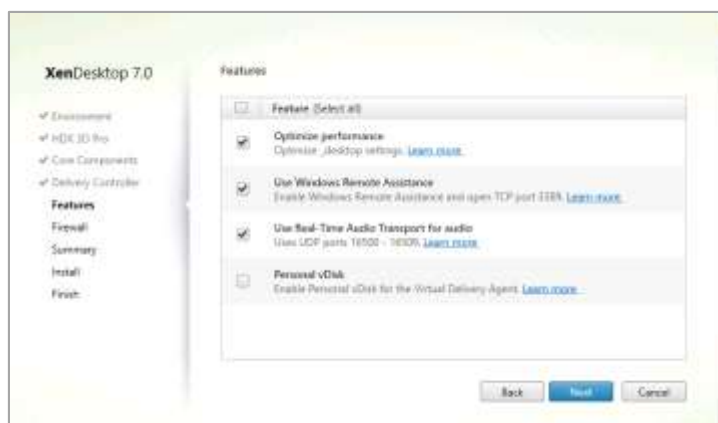 XenDesktop 7.0
Features
Environment
HDX 3D Pro
Core Components
Delivery Controller
Features
Firewall
Summary
Install
Finish
Feature (Select all)
Optimize performance
Optimize desktop settings. Learn more
Use Windows Remote Assistance
Enable Windows Remote Assistance and open TCP port 3389. Learn more
Use Real-Time Audio Transport for audio
Uses UDP ports 16500 - 16509. Learn more
Personal vDisk
Enable Personal vDisk for the Virtual Delivery Agent. Learn more
Back Next Cancel